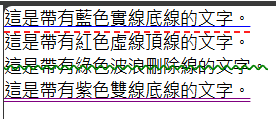 這是帶有藍色實線底線的文字。
這是帶有紅色虛線頂線的文字。
這是帶有綠色波浪刪除線的文字。
這是帶有紫色雙線底線的文字。